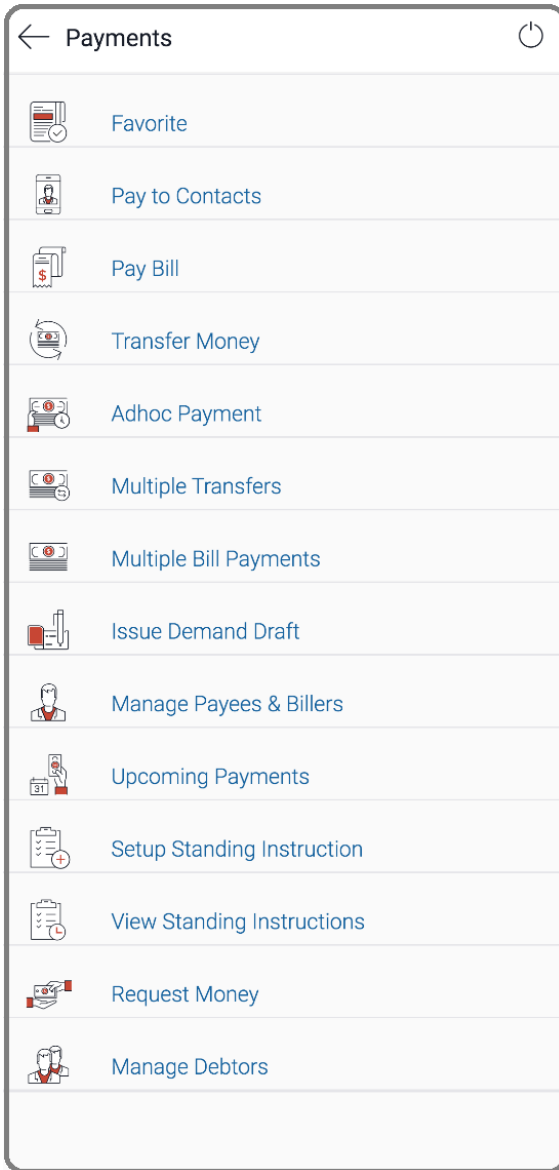 Payments
Favorite
Pay to Contacts
Pay Bill
$
Transfer Money
Adhoc Payment
Multiple Transfers
Multiple Bill Payments
Issue Demand Draft
Manage Payees & Billers
Upcoming Payments
31
Setup Standing Instruction
View Standing Instructions
Request Money
Manage Debtors